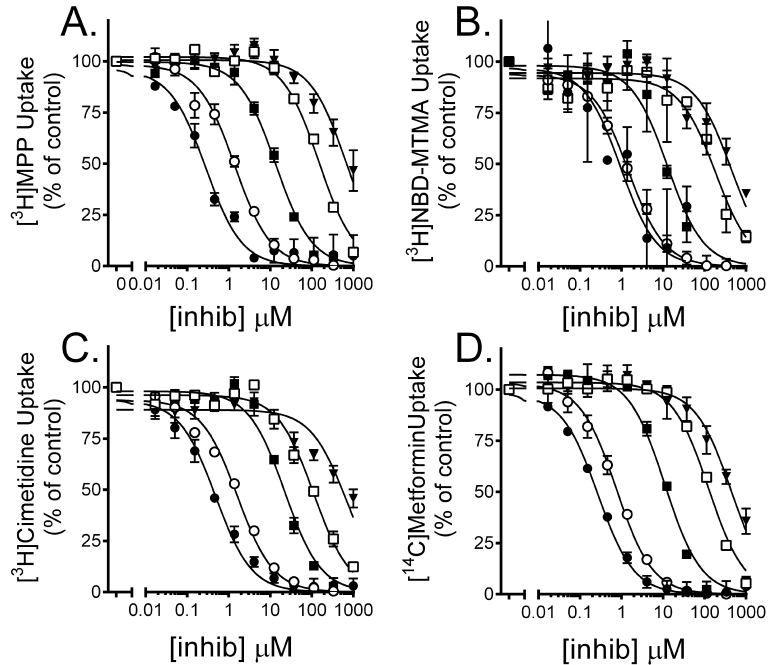 A.
[³H]MPP Uptake
(% of control)
100
75
50
25
0
0 0.01 0.1 1 10 100 1000
[inhib] μM
B.
[³H]NBD-MTMA Uptake
(% of control)
100
75
50
25
0
0 0.01 0.1 1 10 100 1000
[inhib] μM
C.
[³H]Cimetidine Uptake
(% of control)
100
75
50
25
0
0.01 0.1 1 10 100 1000
[inhib] μM
D.
[¹⁴C]MetforminUptake
(% of control)
100
75
50
25
0
0.01 0.1 1 10 100 1000
[inhib] μM